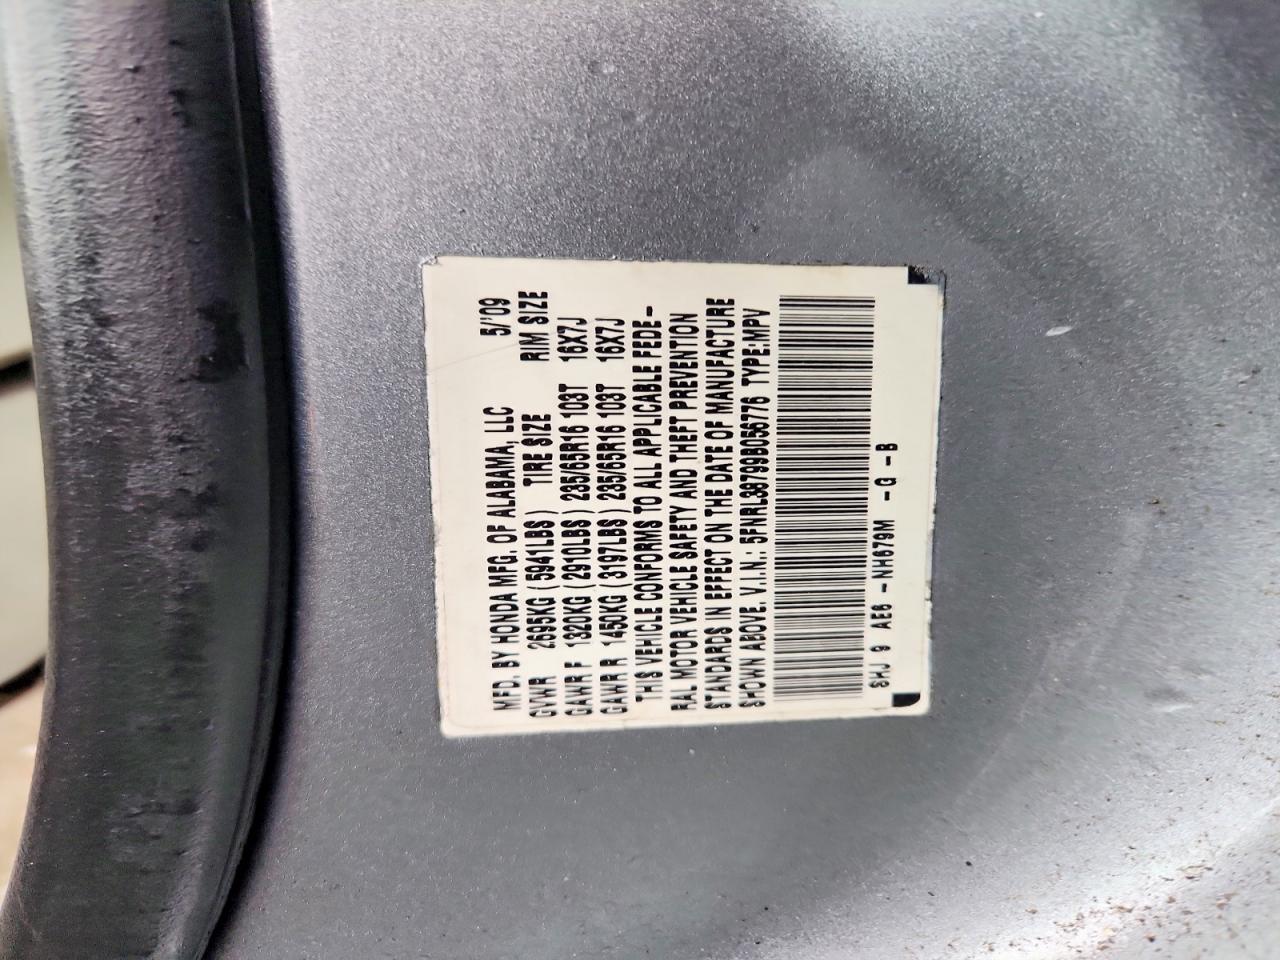 MFD. BY HONDA MFG. OF ALABAMA, LLC 5/'09
GVWR 2695KG (5941LBS) TIRE SIZE RIM SIZE
GAWR F 1320KG (2910LBS) 235/65R16 103T 16X7J
GAWR R 1450KG (3197LBS) 235/65R16 103T 16X7J
THIS VEHICLE CONFORMS TO ALL APPLICABLE FEDE-
RAL MOTOR VEHICLE SAFETY AND THEFT PREVENTION
STANDARDS IN EFFECT ON THE DATE OF MANUFACTURE
SHOWN ABOVE. V.I.N.: 5FNRL38799B056776 TYPE:MPV
SHJ 9 AE6 -NH679M -G -B